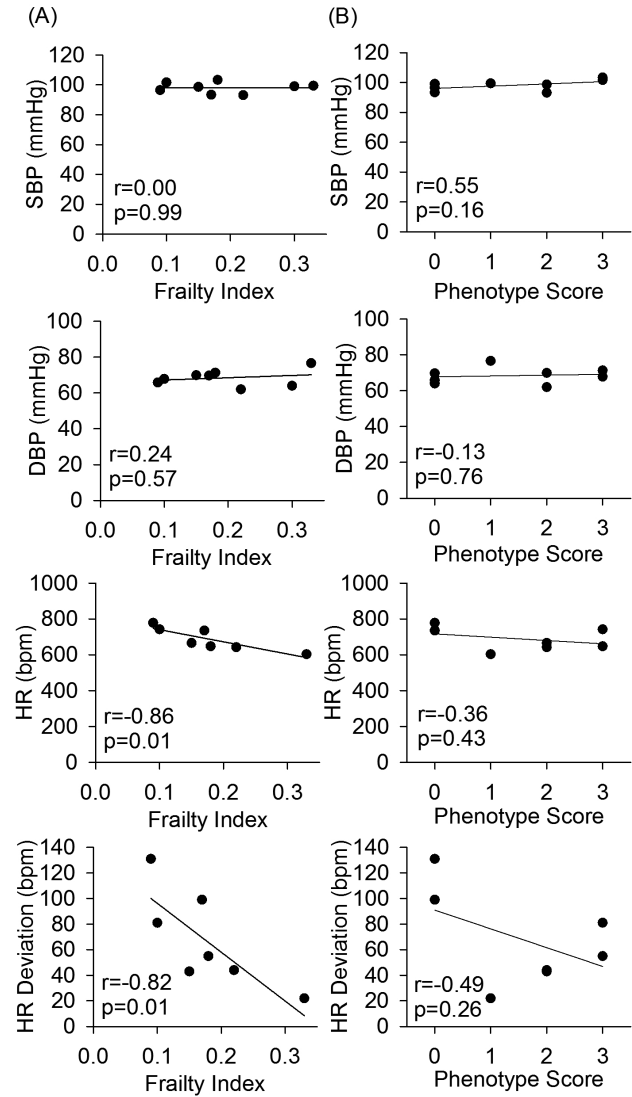 (A)
(B)
120
100
80
60
40
20
0
SBP (mmHg)
r=0.00
p=0.99
0.0 0.1 0.2 0.3
Frailty Index
120
100
80
60
40
20
0
SBP (mmHg)
r=0.55
p=0.16
0 1 2 3
Phenotype Score
100
80
60
40
20
0
DBP (mmHg)
r=0.24
p=0.57
0.0 0.1 0.2 0.3
Frailty Index
100
80
60
40
20
0
DBP (mmHg)
r=-0.13
p=0.76
0 1 2 3
Phenotype Score
1000
800
600
400
200
0
HR (bpm)
r=-0.86
p=0.01
0.0 0.1 0.2 0.3
Frailty Index
1000
800
600
400
200
0
HR (bpm)
r=-0.36
p=0.43
0 1 2 3
Phenotype Score
140
120
100
80
60
40
20
0
HR Deviation (bpm)
r=-0.82
p=0.01
0.0 0.1 0.2 0.3
Frailty Index
140
120
100
80
60
40
20
0
HR Deviation (bpm)
r=-0.49
p=0.26
0 1 2 3
Phenotype Score